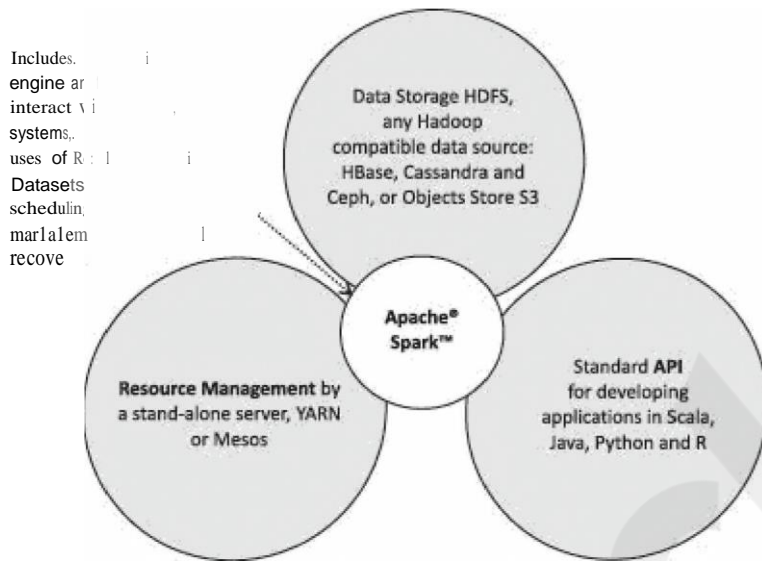 Includes.
engine
interact
systems,.
uses of
Datasets
mar1a1em
recove
Data Storage HDFS,
any Hadoop
compatible data source:
HBase, Cassandra and
Ceph, or Objects Store S3
Apache®
Spark™
Resource Management by
a stand-alone server, YARN
or Mesos
Standard API
for developing
applications in Scala,
Java, Python and R